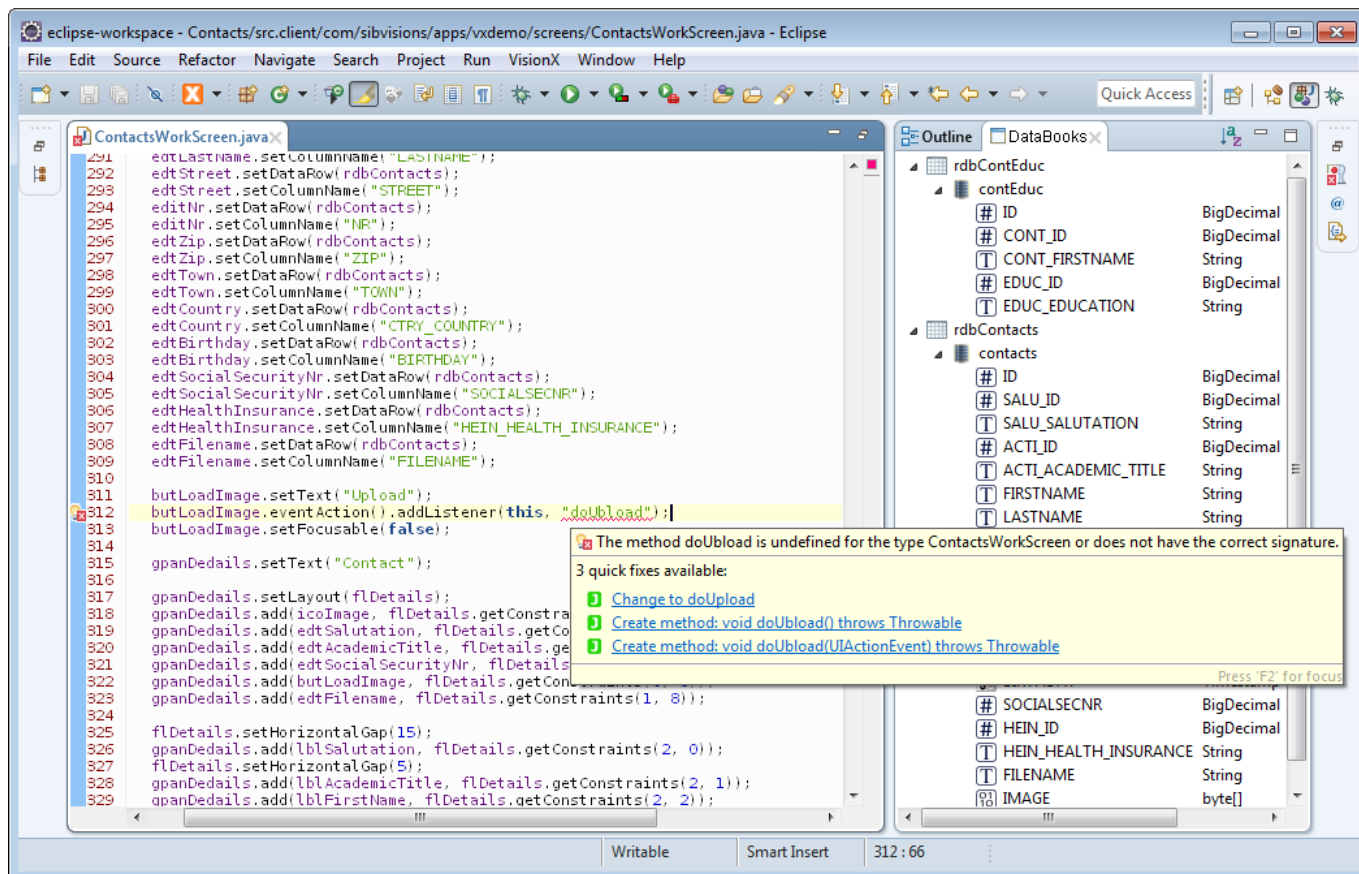 eclipse-workspace - Contacts/src.client/com/sibvisions/apps/vxdemo/screens/ContactsWorkScreen.java - Eclipse
File Edit Source Refactor Navigate Search Project Run VisionX Window Help
Quick Access
ContactsWorkScreen.java
291 edtLastName.setColumnName("LASTNAME");
292 edtStreet.setDataRow(rdbContacts);
293 edtStreet.setColumnName("STREET");
294 editNr.setDataRow(rdbContacts);
295 editNr.setColumnName("NR");
296 edtZip.setDataRow(rdbContacts);
297 edtZip.setColumnName("ZIP");
298 edtTown.setDataRow(rdbContacts);
299 edtTown.setColumnName("TOWN");
300 edtCountry.setDataRow(rdbContacts);
301 edtCountry.setColumnName("CTRY_COUNTRY");
302 edtBirthday.setDataRow(rdbContacts);
303 edtBirthday.setColumnName("BIRTHDAY");
304 edtSocialSecurityNr.setDataRow(rdbContacts);
305 edtSocialSecurityNr.setColumnName("SOCIALSECNR");
306 edtHealthInsurance.setDataRow(rdbContacts);
307 edtHealthInsurance.setColumnName("HEIN_HEALTH_INSURANCE");
308 edtFilename.setDataRow(rdbContacts);
309 edtFilename.setColumnName("FILENAME");
310
311 butLoadImage.setText("Upload");
312 butLoadImage.eventAction().addListener(this, "doUbload");
313 butLoadImage.setFocusable(false);
314
315 gpanDedails.setText("Contact");
316
317 gpanDedails.setLayout(flDetails);
318 gpanDedails.add(icoImage, flDetails.getConstra
319 gpanDedails.add(edtSalutation, flDetails.getCo
320 gpanDedails.add(edtAcademicTitle, flDetails.ge
321 gpanDedails.add(edtSocialSecurityNr, flDetails
322 gpanDedails.add(butLoadImage, flDetails.getCon
323 gpanDedails.add(edtFilename, flDetails.getConstraints(1, 8));
324
325 flDetails.setHorizontalGap(15);
326 gpanDedails.add(lblSalutation, flDetails.getConstraints(2, 0));
327 flDetails.setHorizontalGap(5);
328 gpanDedails.add(lblAcademicTitle, flDetails.getConstraints(2, 1));
329 gpanDedails.add(lblFirstName, flDetails.getConstraints(2, 2));
The method doUbload is undefined for the type ContactsWorkScreen or does not have the correct signature.
3 quick fixes available:
Change to doUpload
Create method: void doUbload() throws Throwable
Create method: void doUbload(UIActionEvent) throws Throwable
Press 'F2' for focus
Outline DataBooks
rdbContEduc
contEduc
# ID BigDecimal
# CONT_ID BigDecimal
T CONT_FIRSTNAME String
# EDUC_ID BigDecimal
T EDUC_EDUCATION String
rdbContacts
contacts
# ID BigDecimal
# SALU_ID BigDecimal
T SALU_SALUTATION String
# ACTI_ID BigDecimal
T ACTI_ACADEMIC_TITLE String
T FIRSTNAME String
T LASTNAME String
# SOCIALSECNR BigDecimal
# HEIN_ID BigDecimal
T HEIN_HEALTH_INSURANCE String
T FILENAME String
IMAGE byte[]
Writable Smart Insert 312 : 66